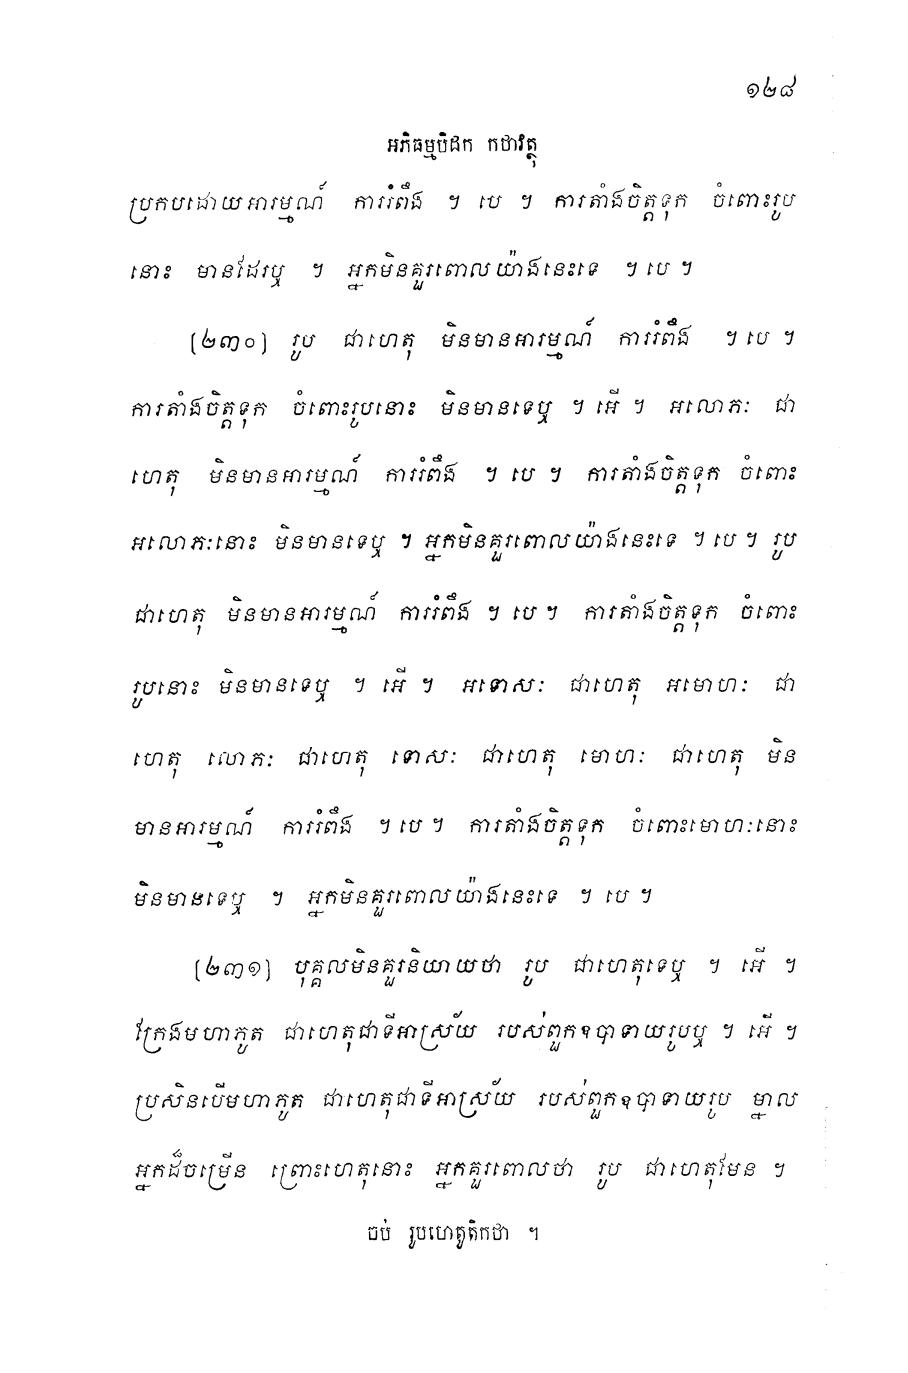 ១២៨
អភិធម្មបិដក កថាវត្ថុ
ប្រកបដោយអារម្មណ៍ ការរំពឹង ។ បេ ។ ការតាំងចិត្តទុក ចំពោះរូប
នោះ មានដែរឬ ។ អ្នកមិនគួរពោលយ៉ាងនេះទេ ។ បេ ។
(២៣០) រូប ជាហេតុ មិនមានអារម្មណ៍ ការរំពឹង ។ បេ ។
ការតាំងចិត្តទុក ចំពោះរូបនោះ មិនមានទេឬ ។ អើ ។ អលោភៈ ជា
ហេតុ មិនមានអារម្មណ៍ ការរំពឹង ។ បេ ។ ការតាំងចិត្តទុក ចំពោះ
អលោភៈនោះ មិនមានទេឬ ។ អ្នកមិនគួរពោលយ៉ាងនេះទេ ។ បេ ។ រូប
ជាហេតុ មិនមានអារម្មណ៍ ការរំពឹង ។ បេ ។ ការតាំងចិត្តទុក ចំពោះ
រូបនោះ មិនមានទេឬ ។ អើ ។ អទោសៈ ជាហេតុ អមោហៈ ជា
ហេតុ លោភៈ ជាហេតុ ទោសៈ ជាហេតុ មោហៈ ជាហេតុ មិន
មានអារម្មណ៍ ការរំពឹង ។ បេ ។ ការតាំងចិត្តទុក ចំពោះមោហៈនោះ
មិនមានទេឬ ។ អ្នកមិនគួរពោលយ៉ាងនេះទេ ។ បេ ។
(២៣១) បុគ្គលមិនគួរនិយាយថា រូប ជាហេតុទេឬ ។ អើ ។
ក្រែងមហាភូត ជាហេតុជាទីអាស្រ័យ របស់ពួកឧបាទាយរូបឬ ។ អើ ។
ប្រសិនបើមហាភូត ជាហេតុជាទីអាស្រ័យ របស់ពួកឧបាទាយរូប ម្នាល
អ្នកដ៏ចម្រើន ព្រោះហេតុនោះ អ្នកគួរពោលថា រូប ជាហេតុមែន ។
ចប់ រូបហេតូតិកថា ។